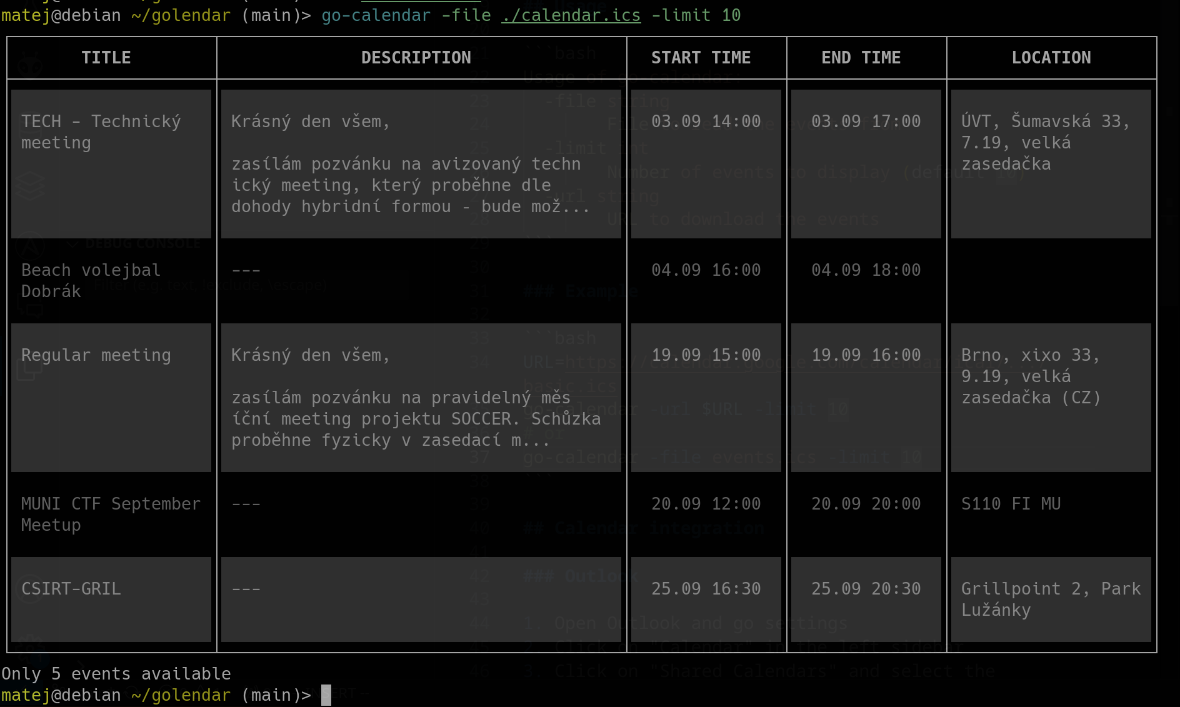 matej@debian ~/golendar (main)> go-calendar -file ./calendar.ics -limit 10
TITLE DESCRIPTION START TIME END TIME LOCATION
TECH - Technický Krásný den všem, 03.09 14:00 03.09 17:00 ÚVT, Šumavská 33,
meeting 7.19, velká
zasílám pozvánku na avizovaný techn zasedačka
ický meeting, který proběhne dle
dohody hybridní formou - bude mož...
Beach volejbal --- 04.09 16:00 04.09 18:00
Dobrák
Regular meeting Krásný den všem, 19.09 15:00 19.09 16:00 Brno, xixo 33,
9.19, velká
zasílám pozvánku na pravidelný měs zasedačka (CZ)
íční meeting projektu SOCCER. Schůzka
proběhne fyzicky v zasedací m...
MUNI CTF September --- 20.09 12:00 20.09 20:00 S110 FI MU
Meetup
CSIRT-GRIL --- 25.09 16:30 25.09 20:30 Grillpoint 2, Park
Lužánky
Only 5 events available
matej@debian ~/golendar (main)>